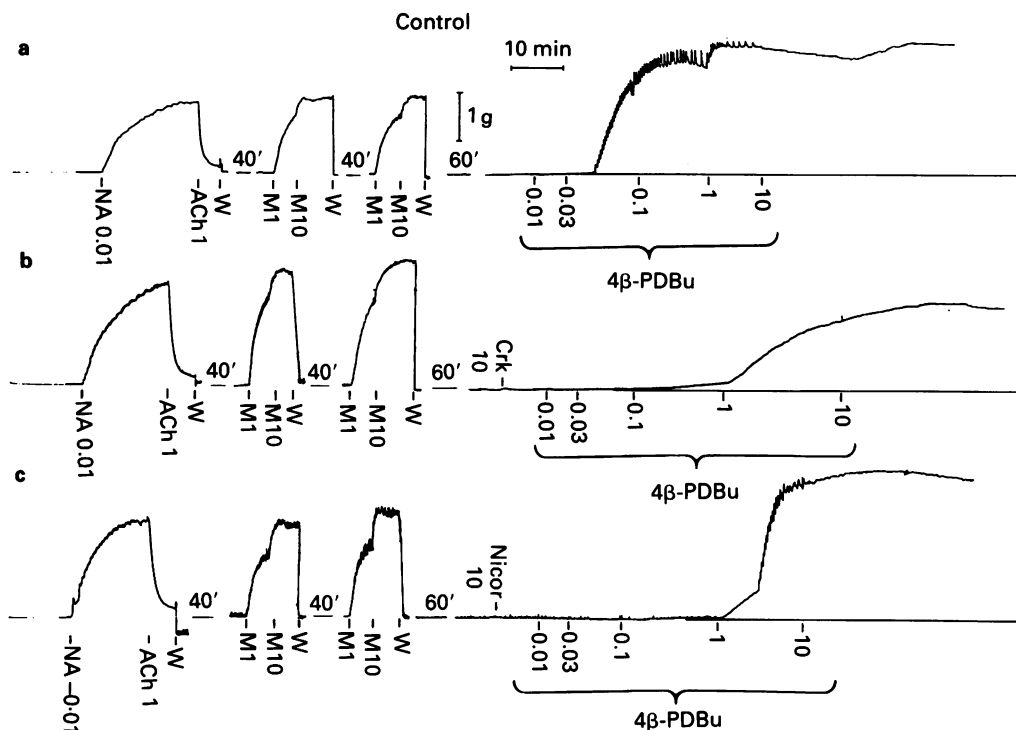 Control
a
10 min
1 g
40′
40′
60′
NA 0.01
ACh 1
W
M1
M10
W
M1
M10
W
0.01
0.03
0.1
1
10
4β-PDBu
b
40′
40′
60′
Crk
10
NA 0.01
ACh 1
W
M1
M10
W
M1
M10
W
0.01
0.03
0.1
1
10
4β-PDBu
c
40′
40′
60′
Nicor
10
NA –0·01
ACh 1
W
M1
M10
W
M1
M10
W
0.01
0.03
0.1
1
10
4β-PDBu